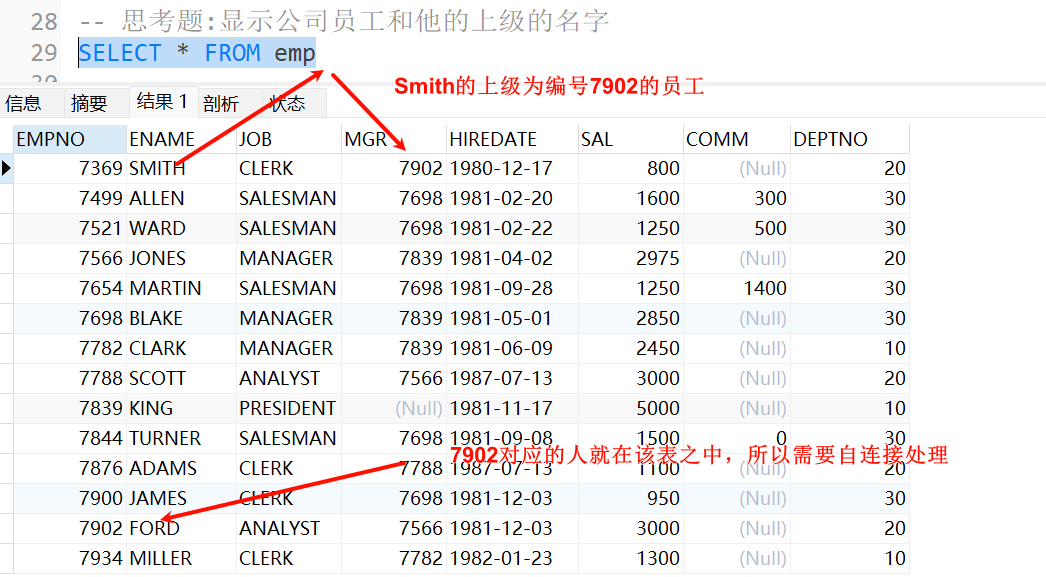 28 -- 思考题:显示公司员工和他的上级的名字
29 SELECT * FROM emp
30
Smith的上级为编号7902的员工
信息 摘要 结果 1 剖析 状态
EMPNO ENAME JOB MGR HIREDATE SAL COMM DEPTNO
7369 SMITH CLERK 7902 1980-12-17 800 (Null) 20
7499 ALLEN SALESMAN 7698 1981-02-20 1600 300 30
7521 WARD SALESMAN 7698 1981-02-22 1250 500 30
7566 JONES MANAGER 7839 1981-04-02 2975 (Null) 20
7654 MARTIN SALESMAN 7698 1981-09-28 1250 1400 30
7698 BLAKE MANAGER 7839 1981-05-01 2850 (Null) 30
7782 CLARK MANAGER 7839 1981-06-09 2450 (Null) 10
7788 SCOTT ANALYST 7566 1987-07-13 3000 (Null) 20
7839 KING PRESIDENT (Null) 1981-11-17 5000 (Null) 10
7844 TURNER SALESMAN 7698 1981-09-08 1500 0 30
7902对应的人就在该表之中，所以需要自连接处理
7876 ADAMS CLERK 7788 1987-07-13 1100 (Null) 20
7900 JAMES CLERK 7698 1981-12-03 950 (Null) 30
7902 FORD ANALYST 7566 1981-12-03 3000 (Null) 20
7934 MILLER CLERK 7782 1982-01-23 1300 (Null) 10